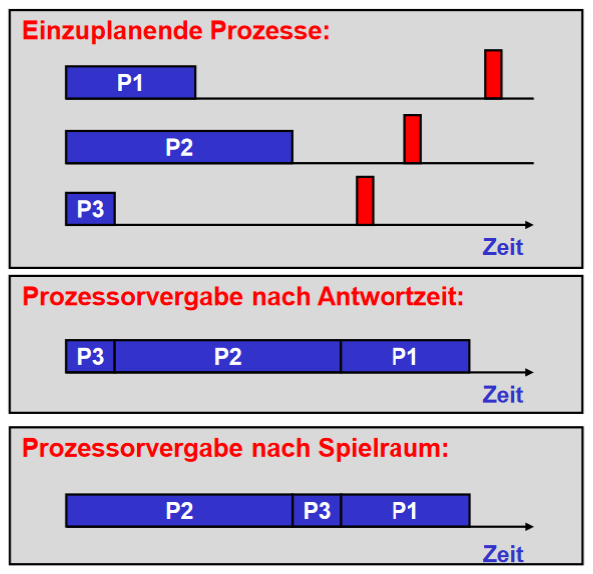 Einzuplanende Prozesse:
P1
P2
P3
Zeit
Prozessorvergabe nach Antwortzeit:
P3 P2 P1
Zeit
Prozessorvergabe nach Spielraum:
P2 P3 P1
Zeit